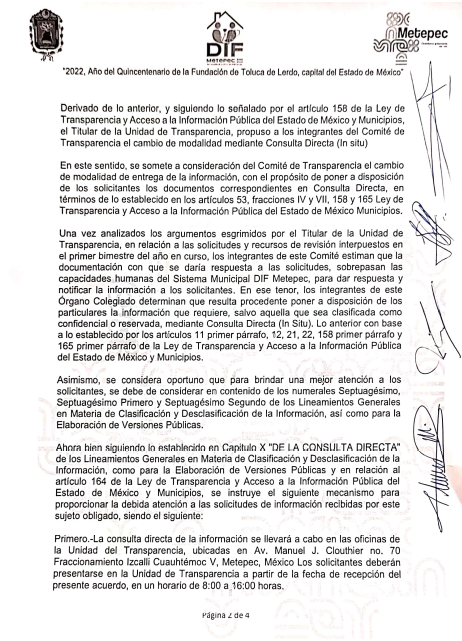 DIF
METEPEC
Metepec
"2022, Año del Quincentenario de la Fundación de Toluca de Lerdo, capital del Estado de México"
Derivado de lo anterior, y siguiendo lo señalado por el artículo 158 de la Ley de
Transparencia y Acceso a la Información Pública del Estado de México y Municipios,
el Titular de la Unidad de Transparencia, propuso a los integrantes del Comité de
Transparencia el cambio de modalidad mediante Consulta Directa (In situ)
En este sentido, se somete a consideración del Comité de Transparencia el cambio
de modalidad de entrega de la información, con el propósito de poner a disposición
de los solicitantes los documentos correspondientes en Consulta Directa, en
términos de lo establecido en los artículos 53, fracciones IV y VII, 158 y 165 Ley de
Transparencia y Acceso a la Información Pública del Estado de México Municipios.
Una vez analizados los argumentos esgrimidos por el Titular de la Unidad de
Transparencia, en relación a las solicitudes y recursos de revisión interpuestos en
el primer bimestre del año en curso, los integrantes de este Comité estiman que la
documentación con que se daría respuesta a las solicitudes, sobrepasan las
capacidades humanas del Sistema Municipal DIF Metepec, para dar respuesta y
notificar la información a los solicitantes. En ese tenor, los integrantes de este
Órgano Colegiado determinan que resulta procedente poner a disposición de los
particulares la información que requiere, salvo aquella que sea clasificada como
confidencial o reservada, mediante Consulta Directa (In Situ). Lo anterior con base
a lo establecido por los artículos 11 primer párrafo, 12, 21, 22, 158 primer párrafo y
165 primer párrafo de la Ley de Transparencia y Acceso a la Información Pública
del Estado de México y Municipios.
Asimismo, se considera oportuno que para brindar una mejor atención a los
solicitantes, se debe de considerar en contenido de los numerales Septuagésimo,
Septuagésimo Primero y Septuagésimo Segundo de los Lineamientos Generales
en Materia de Clasificación y Desclasificación de la Información, así como para la
Elaboración de Versiones Públicas.
Ahora bien siguiendo lo establecido en Capitulo X "DE LA CONSULTA DIRECTA"
de los Lineamientos Generales en Materia de Clasificación y Desclasificación de la
Información, como para la Elaboración de Versiones Públicas y en relación al
artículo 164 de la Ley de Transparencia y Acceso a la Información Pública del
Estado de México y Municipios, se instruye el siguiente mecanismo para
proporcionar la debida atención a las solicitudes de información recibidas por este
sujeto obligado, siendo el siguiente:
Primero.-La consulta directa de la información se llevará a cabo en las oficinas de
la Unidad del Transparencia, ubicadas en Av. Manuel J. Clouthier no. 70
Fraccionamiento Izcalli Cuauhtémoc V, Metepec, México Los solicitantes deberán
presentarse en la Unidad de Transparencia a partir de la fecha de recepción del
presente acuerdo, en un horario de 8:00 a 16:00 horas.
Página 2 de 4